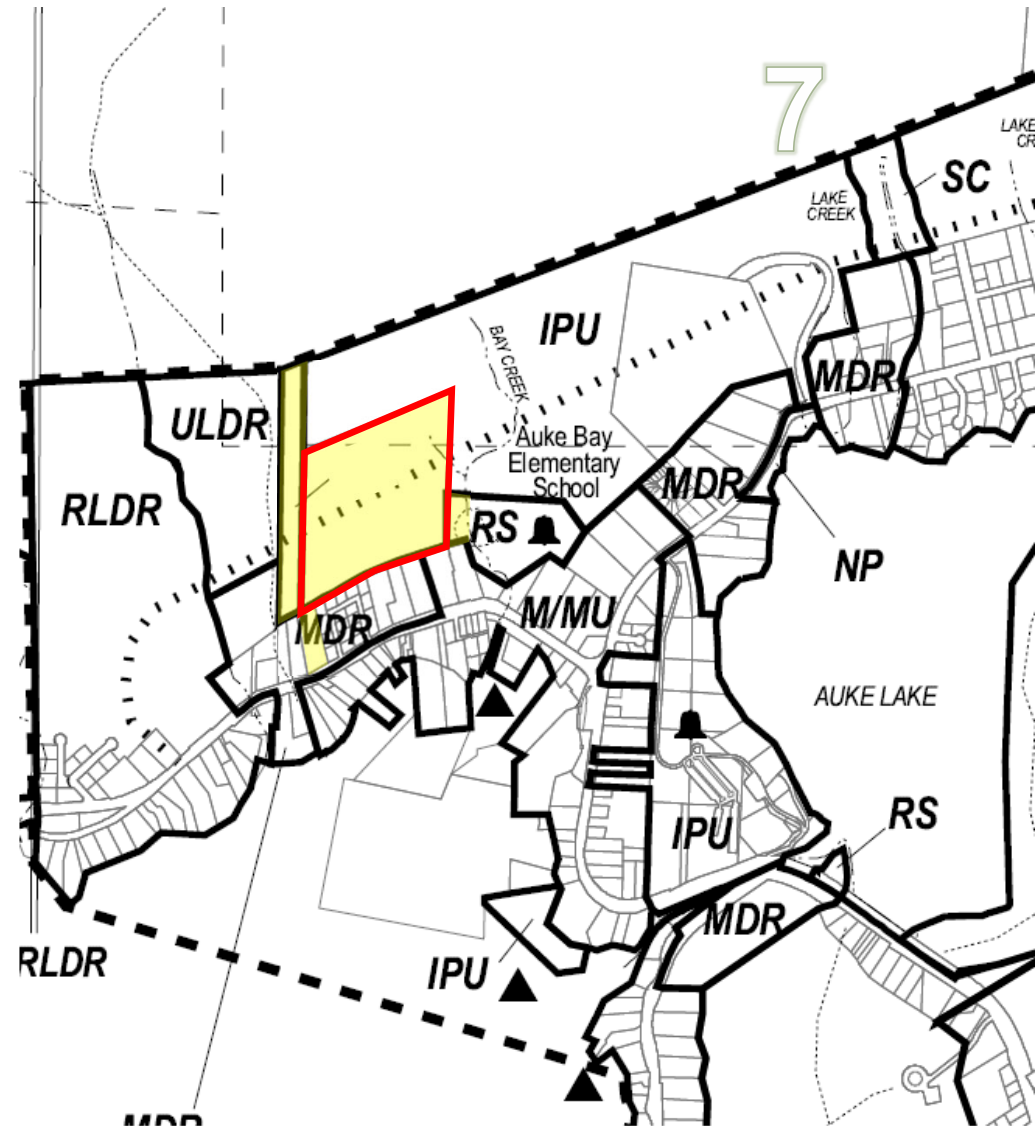 7
LAKE
CR
SC
LAKE
CREEK
IPU
BAY CREEK
MDR
ULDR
Auke Bay
Elementary
School
RLDR
MDR
RS
NP
M/MU
MDR
AUKE LAKE
RS
IPU
MDR
RLDR
IPU
MDR